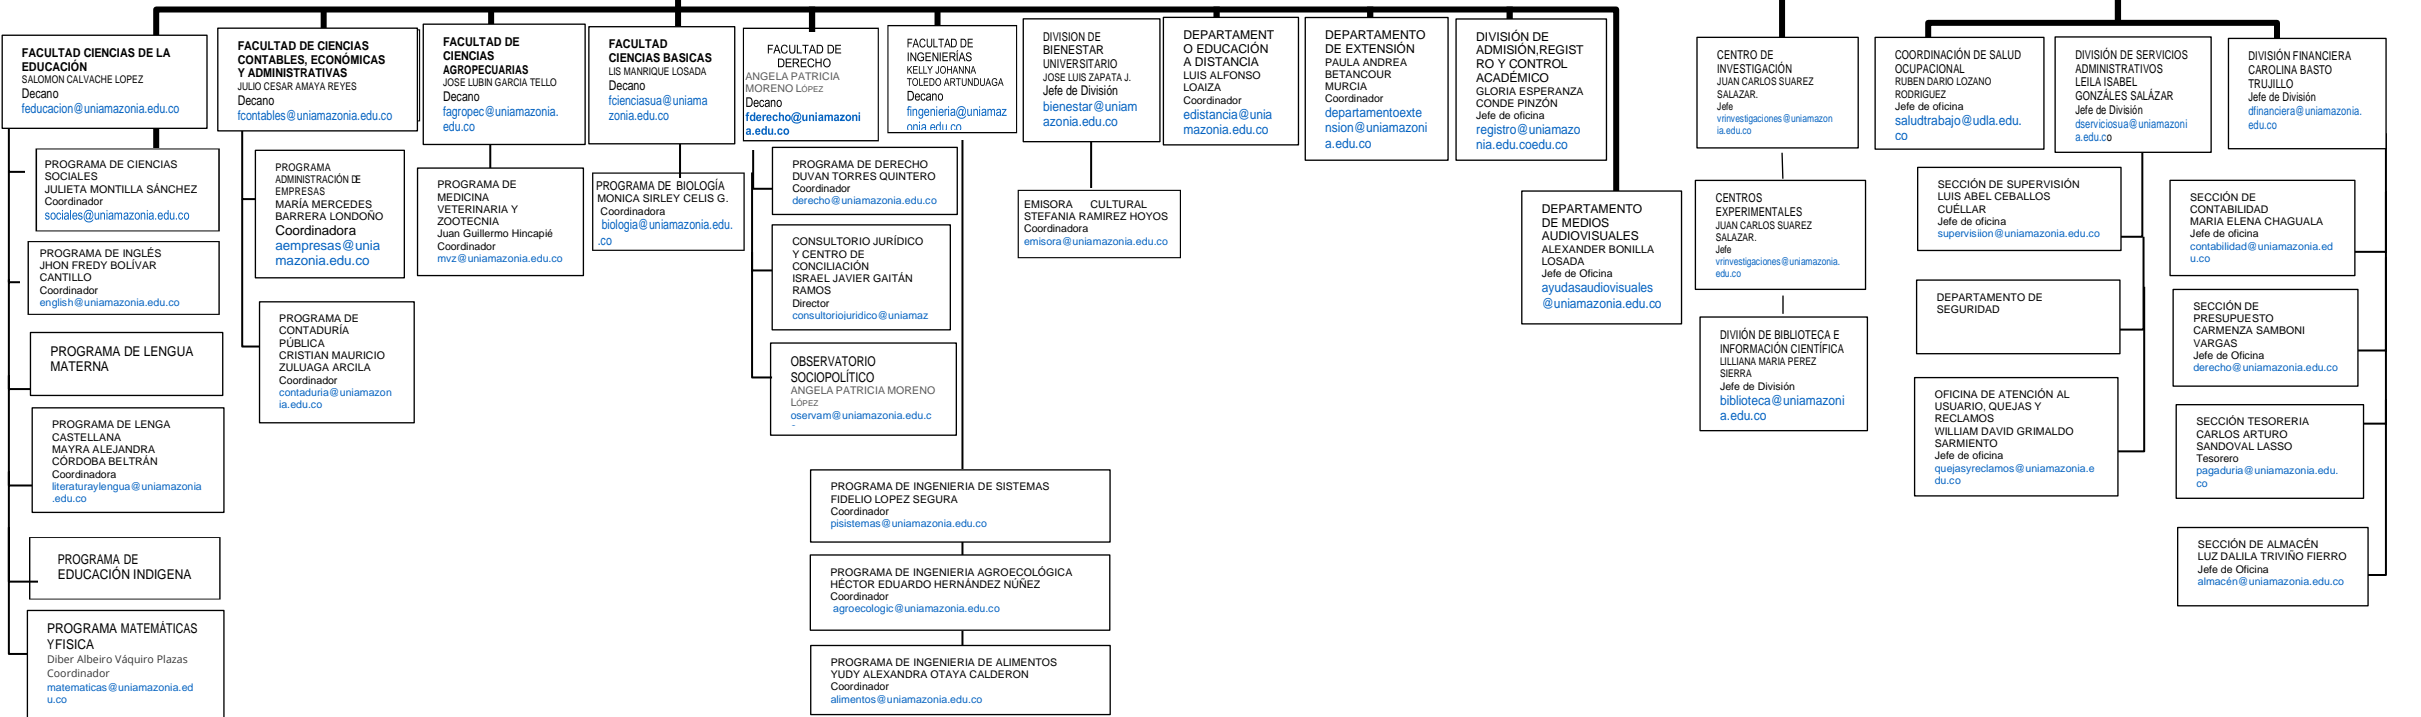 FACULTAD CIENCIAS DE LA
EDUCACIÓN
SALOMON CALVACHE LOPEZ
Decano
feducacion@uniamazonia.edu.co
PROGRAMA DE CIENCIAS
SOCIALES
JULIETA MONTILLA SÁNCHEZ
Coordinador
sociales@uniamazonia.edu.co
PROGRAMA DE INGLÉS
JHON FREDY BOLÍVAR
CANTILLO
Coordinador
english@uniamazonia.edu.co
PROGRAMA DE LENGUA
MATERNA
PROGRAMA DE LENGA
CASTELLANA
MAYRA ALEJANDRA
CÓRDOBA BELTRÁN
Coordinadora
literaturaylengua@uniamazonia
.edu.co
PROGRAMA DE
EDUCACIÓN INDIGENA
PROGRAMA MATEMÁTICAS
YFISICA
Diber Albeiro Váquiro Plazas
Coordinador
matematicas@uniamazonia.ed
u.co
FACULTAD DE CIENCIAS
CONTABLES, ECONÓMICAS
Y ADMINISTRATIVAS
JULIO CESAR AMAYA REYES
Decano
fcontables@uniamazonia.edu.co
PROGRAMA
ADMINISTRACIÓN DE
EMPRESAS
MARÍA MERCEDES
BARRERA LONDOÑO
Coordinadora
aempresas@unia
mazonia.edu.co
PROGRAMA DE
CONTADURÍA
PÚBLICA
CRISTIAN MAURICIO
ZULUAGA ARCILA
Coordinador
contaduria@uniamazon
ia.edu.co
FACULTAD DE
CIENCIAS
AGROPECUARIAS
JOSE LUBIN GARCIA TELLO
Decano
fagropec@uniamazonia.
edu.co
PROGRAMA DE
MEDICINA
VETERINARIA Y
ZOOTECNIA
Juan Guillermo Hincapié
Coordinador
mvz@uniamazonia.edu.co
FACULTAD
CIENCIAS BASICAS
LIS MANRIQUE LOSADA
Decano
fcienciasua@uniama
zonia.edu.co
PROGRAMA DE BIOLOGÍA
MONICA SIRLEY CELIS G.
Coordinadora
biologia@uniamazonia.edu.
.co
FACULTAD DE
DERECHO
ANGELA PATRICIA
MORENO LÓPEZ
Decano
fderecho@uniamazoni
a.edu.co
PROGRAMA DE DERECHO
DUVAN TORRES QUINTERO
Coordinador
derecho@uniamazonia.edu.co
CONSULTORIO JURÍDICO
Y CENTRO DE
CONCILIACIÓN
ISRAEL JAVIER GAITÁN
RAMOS
Director
consultoriojuridico@uniamaz
OBSERVATORIO
SOCIOPOLÍTICO
ANGELA PATRICIA MORENO
LÓPEZ
oservam@uniamazonia.edu.c
FACULTAD DE
INGENIERÍAS
KELLY JOHANNA
TOLEDO ARTUNDUAGA
Decano
fingenieria@uniamaz
onia.edu.co
PROGRAMA DE INGENIERIA DE SISTEMAS
FIDELIO LOPEZ SEGURA
Coordinador
pisistemas@uniamazonia.edu.co
PROGRAMA DE INGENIERIA AGROECOLÓGICA
HÉCTOR EDUARDO HERNÁNDEZ NÚÑEZ
Coordinador
agroecologic@uniamazonia.edu.co
PROGRAMA DE INGENIERIA DE ALIMENTOS
YUDY ALEXANDRA OTAYA CALDERON
Coordinador
alimentos@uniamazonia.edu.co
DIVISION DE
BIENESTAR
UNIVERSITARIO
JOSE LUIS ZAPATA J.
Jefe de División
bienestar@uniam
azonia.edu.co
EMISORA CULTURAL
STEFANIA RAMIREZ HOYOS
Coordinadora
emisora@uniamazonia.edu.co
DEPARTAMENT
O EDUCACIÓN
A DISTANCIA
LUIS ALFONSO
LOAIZA
Coordinador
edistancia@unia
mazonia.edu.co
DEPARTAMENTO
DE EXTENSIÓN
PAULA ANDREA
BETANCOUR
MURCIA
Coordinador
departamentoexte
nsion@uniamazoni
a.edu.co
DIVISIÓN DE
ADMISIÓN,REGIST
RO Y CONTROL
ACADÉMICO
GLORIA ESPERANZA
CONDE PINZÓN
Jefe de oficina
registro@uniamazo
nia.edu.coedu.co
DEPARTAMENTO
DE MEDIOS
AUDIOVISUALES
ALEXANDER BONILLA
LOSADA
Jefe de Oficina
ayudasaudiovisuales
@uniamazonia.edu.co
CENTRO DE
INVESTIGACIÓN
JUAN CARLOS SUAREZ
SALAZAR.
Jefe
vrinvestigaciones@uniamazon
ia.edu.co
CENTROS
EXPERIMENTALES
JUAN CARLOS SUAREZ
SALAZAR.
Jefe
vrinvestigaciones@uniamazonia.
edu.co
DIVIIÓN DE BIBLIOTECA E
INFORMACIÓN CIENTÍFICA
LILLIANA MARIA PEREZ
SIERRA
Jefe de División
biblioteca@uniamazoni
a.edu.co
COORDINACIÓN DE SALUD
OCUPACIONAL
RUBEN DARIO LOZANO
RODRIGUEZ
Jefe de oficina
saludtrabajo@udla.edu.
co
DIVISIÓN DE SERVICIOS
ADMINISTRATIVOS
LEILA ISABEL
GONZÁLES SALÁZAR
Jefe de División
dserviciosua@uniamazoni
a.edu.co
SECCIÓN DE SUPERVISIÓN
LUIS ABEL CEBALLOS
CUÉLLAR
Jefe de oficina
supervisiion@uniamazonia.edu.co
DEPARTAMENTO DE
SEGURIDAD
OFICINA DE ATENCIÓN AL
USUARIO, QUEJAS Y
RECLAMOS
WILLIAM DAVID GRIMALDO
SARMIENTO
Jefe de oficina
quejasyreclamos@uniamazonia.e
du.co
DIVISIÓN FINANCIERA
CAROLINA BASTO
TRUJILLO
Jefe de División
dfinanciera@uniamazonia.
edu.co
SECCIÓN DE
CONTABILIDAD
MARIA ELENA CHAGUALA
Jefe de oficina
contabilidad@uniamazonia.ed
u.co
SECCIÓN DE
PRESUPUESTO
CARMENZA SAMBONI
VARGAS
Jefe de Oficina
derecho@uniamazonia.edu.co
SECCIÓN TESORERIA
CARLOS ARTURO
SANDOVAL LASSO
Tesorero
pagaduria@uniamazonia.edu.
co
SECCIÓN DE ALMACÉN
LUZ DALILA TRIVIÑO FIERRO
Jefe de Oficina
almacén@uniamazonia.edu.co